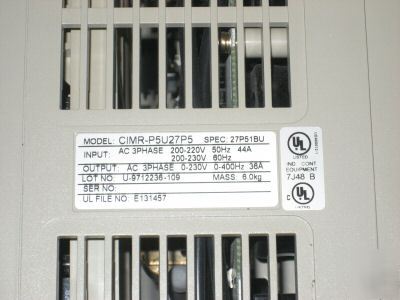 MODEL: CIMR-P5U27P5 SPEC: 27P51BU
INPUT: AC 3PHASE 200-220V 50Hz 44A
200-230V 60Hz
OUTPUT: AC 3PHASE 0-230V 0-400Hz 36A
LOT NO: U-9712236-109 MASS: 6.0kg
SER NO:
UL FILE NO: E131457
UL
LISTED
IND. CONT.
EQUIPMENT
7J48 B
UL